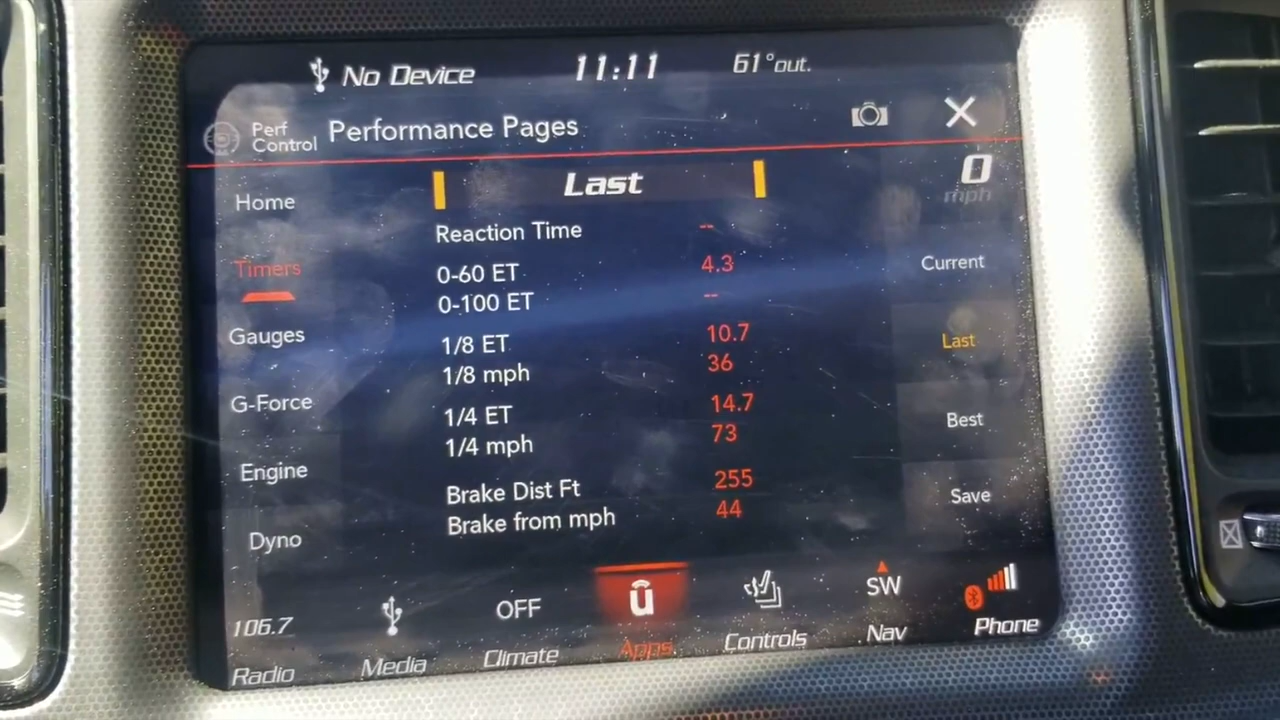 No Device 11:11 61°out.
Perf Control Performance Pages
Last 0 mph
Home
Timers
Gauges
G-Force
Engine
Dyno
Reaction Time --
0-60 ET 4.3
0-100 ET --
1/8 ET 10.7
1/8 mph 36
1/4 ET 14.7
1/4 mph 73
Brake Dist Ft 255
Brake from mph 44
Current
Last
Best
Save
106.7 Radio
Media
OFF Climate
û Apps
Controls
SW Nav
Phone